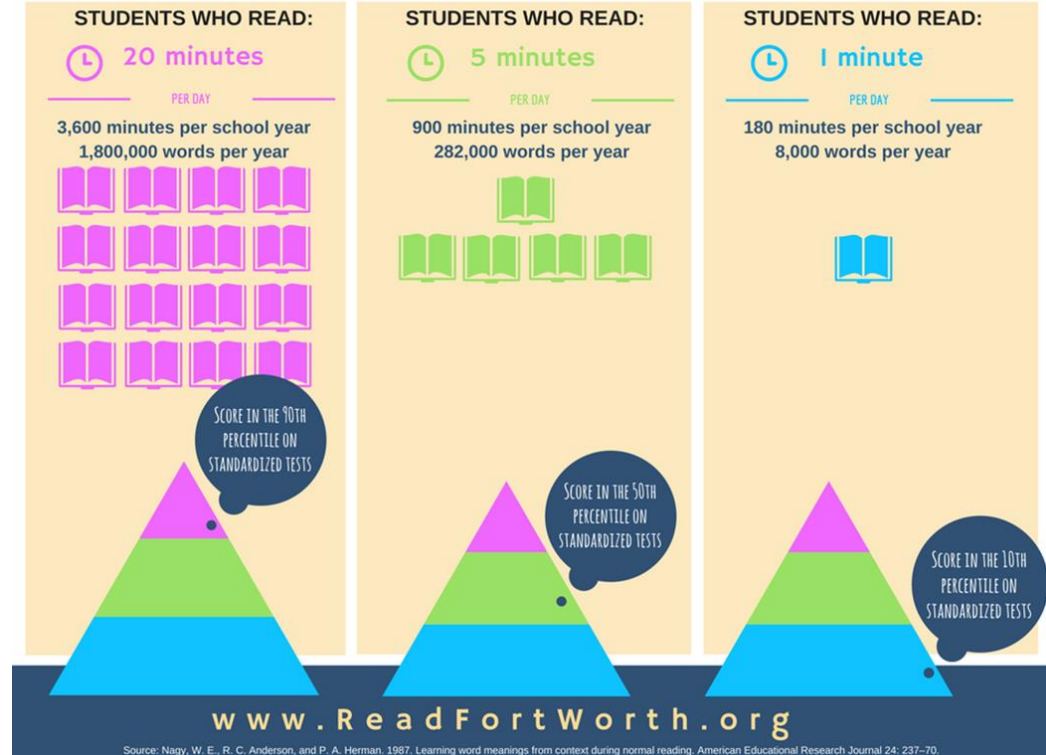 STUDENTS WHO READ:
20 minutes
PER DAY
3,600 minutes per school year
1,800,000 words per year
SCORE IN THE 90TH
PERCENTILE ON
STANDARDIZED TESTS
STUDENTS WHO READ:
5 minutes
PER DAY
900 minutes per school year
282,000 words per year
SCORE IN THE 50TH
PERCENTILE ON
STANDARDIZED TESTS
STUDENTS WHO READ:
1 minute
PER DAY
180 minutes per school year
8,000 words per year
SCORE IN THE 10TH
PERCENTILE ON
STANDARDIZED TESTS
www.ReadFortWorth.org
Source: Nagy, W. E., R. C. Anderson, and P. A. Herman. 1987. Learning word meanings from context during normal reading. American Educational Research Journal 24: 237–70.